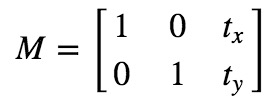 M = [ 1 0 t_x
0 1 t_y ]